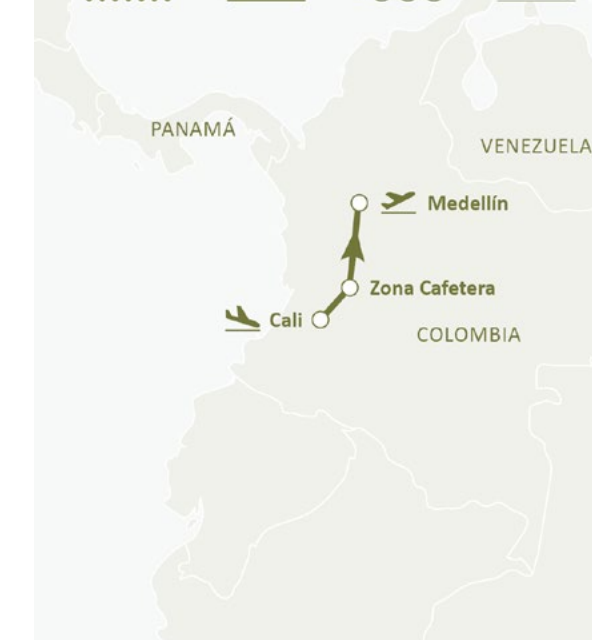 PANAMÁ
VENEZUELA
Medellín
Zona Cafetera
Cali
COLOMBIA